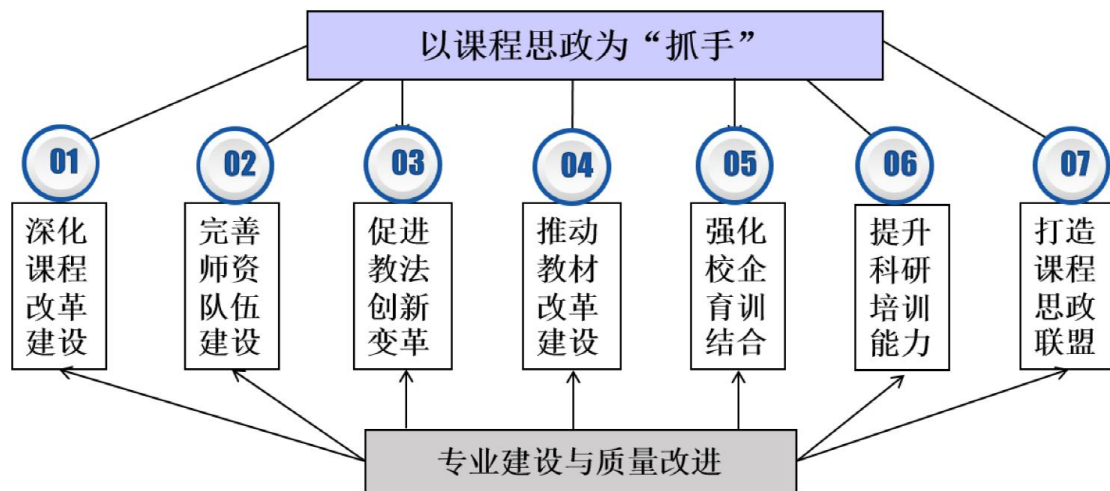 以课程思政为“抓手”
01
深化
课程
改革
建设
02
完善
师资
队伍
建设
03
促进
教法
创新
变革
04
推动
教材
改革
建设
05
强化
校企
育训
结合
06
提升
科研
培训
能力
07
打造
课程
思政
联盟
专业建设与质量改进